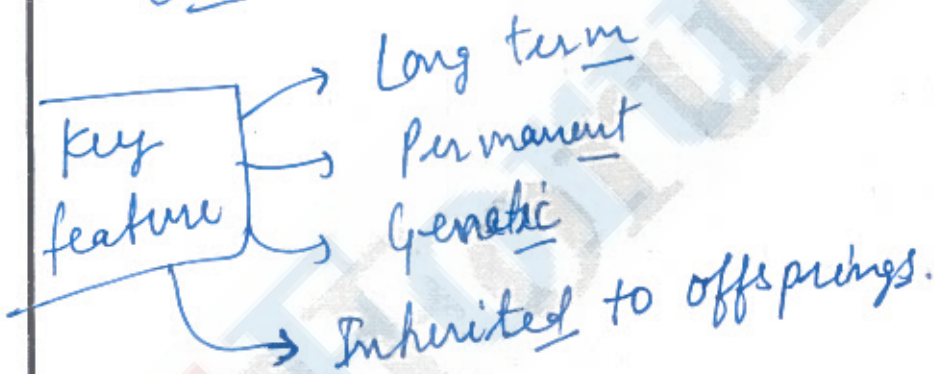 Long term
Key
feature
Permanent
Genetic
Inherited to offsprings.